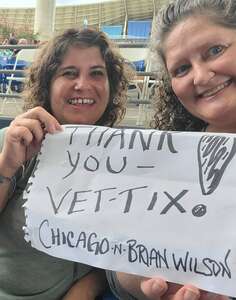 THANK
YOU -
VET-TIX.
CHICAGO-N-BRIAN WILSON